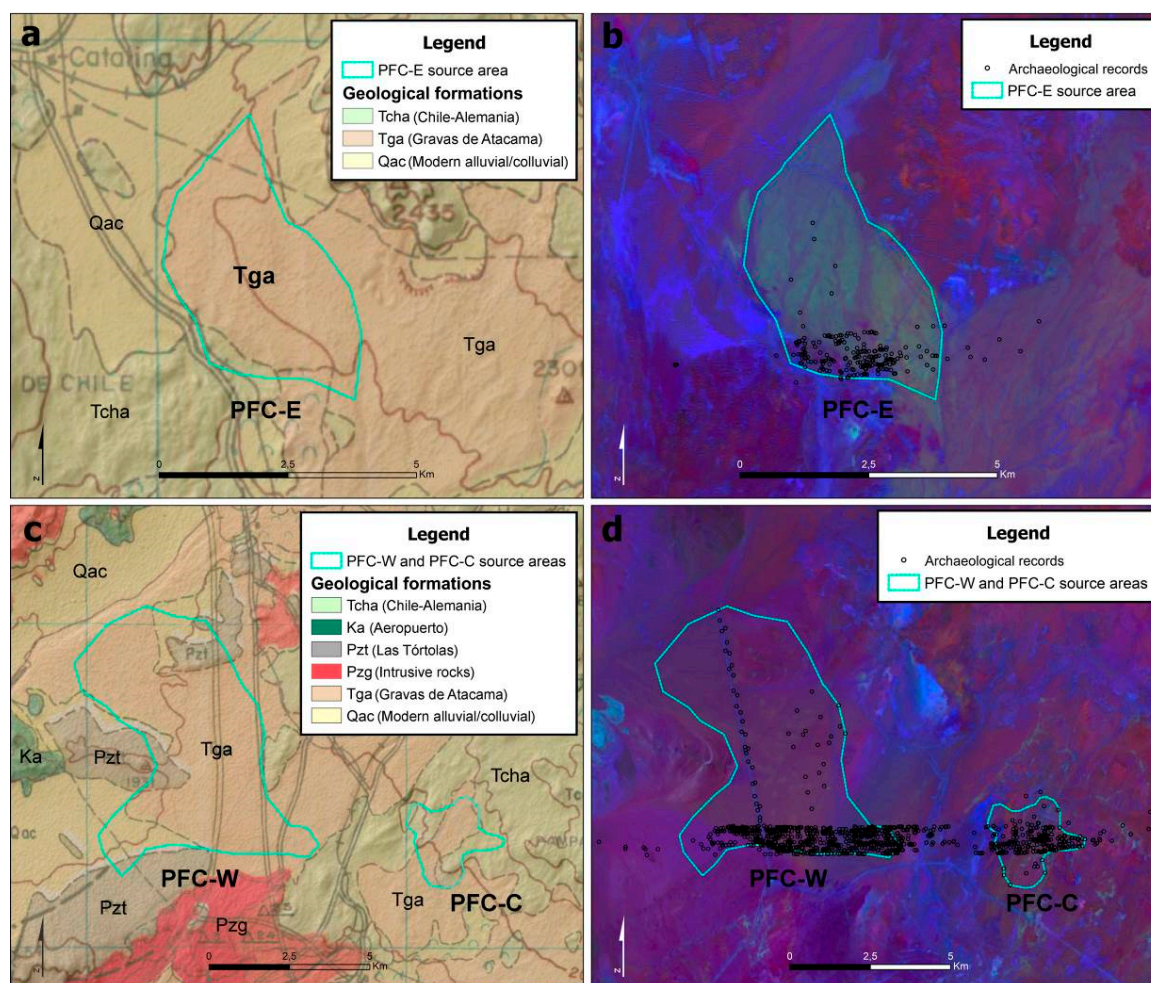 a
Catarina
Legend
PFC-E source area
Geological formations
Tcha (Chile-Alemania)
Tga (Gravas de Atacama)
Qac (Modern alluvial/colluvial)
2435
Qac
Tga
Tga
2301
DE CHILE
Tcha
PFC-E
N
0 2,5 5
Km
b
Legend
Archaeological records
PFC-E source area
PFC-E
N
0 2,5 5
Km
c
Legend
PFC-W and PFC-C source areas
Geological formations
Tcha (Chile-Alemania)
Ka (Aeropuerto)
Pzt (Las Tórtolas)
Pzg (Intrusive rocks)
Tga (Gravas de Atacama)
Qac (Modern alluvial/colluvial)
Qac
Pzt
Ka
Pzt
Tga
Tcha
Qac
PFC-W
PFC-C
Pzt
Tga
Pzg
N
0 2,5 5
Km
d
Legend
Archaeological records
PFC-W and PFC-C source areas
PFC-W
PFC-C
N
0 2,5 5
Km